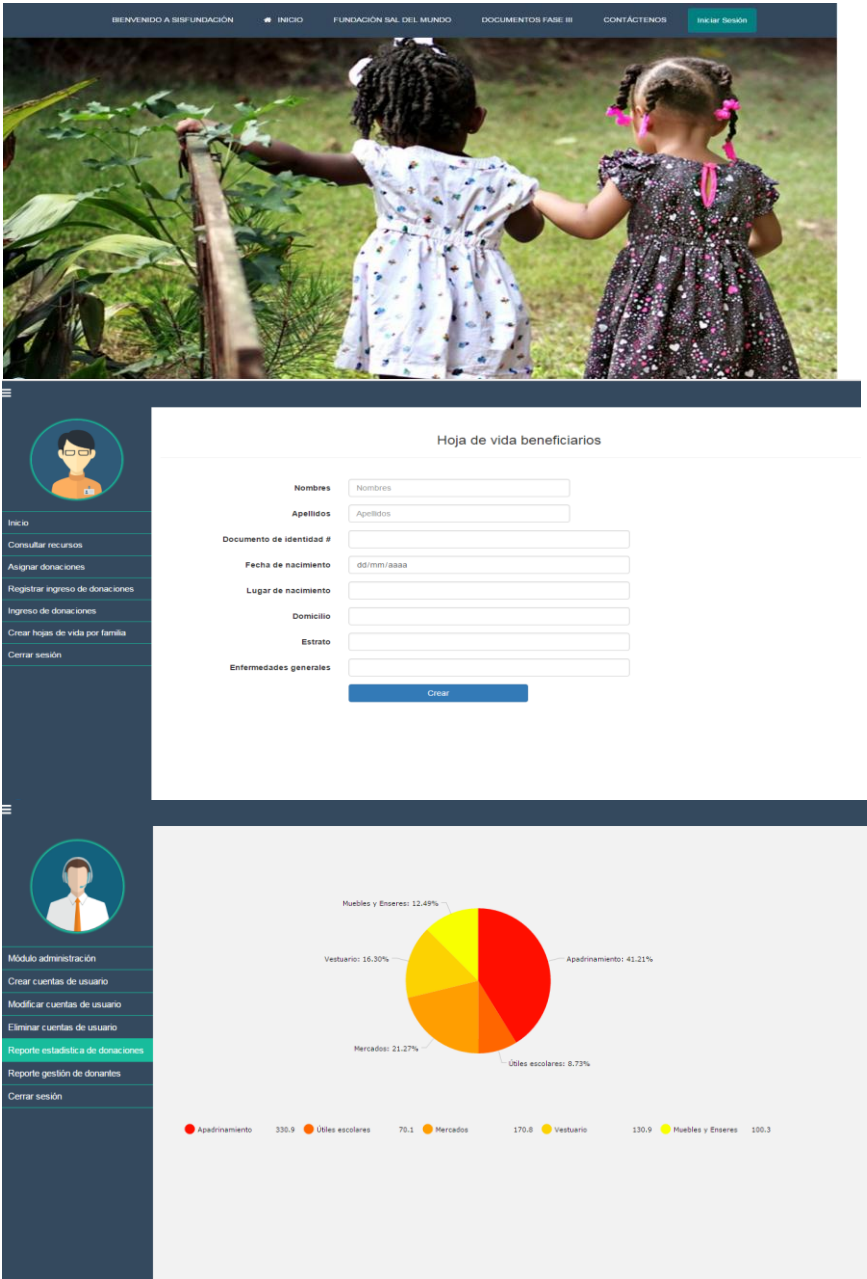 BIENVENIDO A SISFUNDACIÓN INICIO FUNDACIÓN SAL DEL MUNDO DOCUMENTOS FASE III CONTÁCTENOS Iniciar Sesión
Hoja de vida beneficiarios
Nombres Nombres
Apellidos Apellidos
Documento de identidad #
Fecha de nacimiento dd/mm/aaaa
Lugar de nacimiento
Domicilio
Estrato
Enfermedades generales
Crear
Inicio
Consultar recursos
Asignar donaciones
Registrar ingreso de donaciones
Ingreso de donaciones
Crear hojas de vida por familia
Cerrar sesión
Módulo administración
Crear cuentas de usuario
Modificar cuentas de usuario
Eliminar cuentas de usuario
Reporte estadistica de donaciones
Reporte gestión de donantes
Cerrar sesión
Muebles y Enseres: 12.49%
Vestuario: 16.30% Apadrinamiento: 41.21%
Mercados: 21.27%
Útiles escolares: 8.73%
Apadrinamiento 330.9 Útiles escolares 70.1 Mercados 170.8 Vestuario 130.9 Muebles y Enseres 100.3